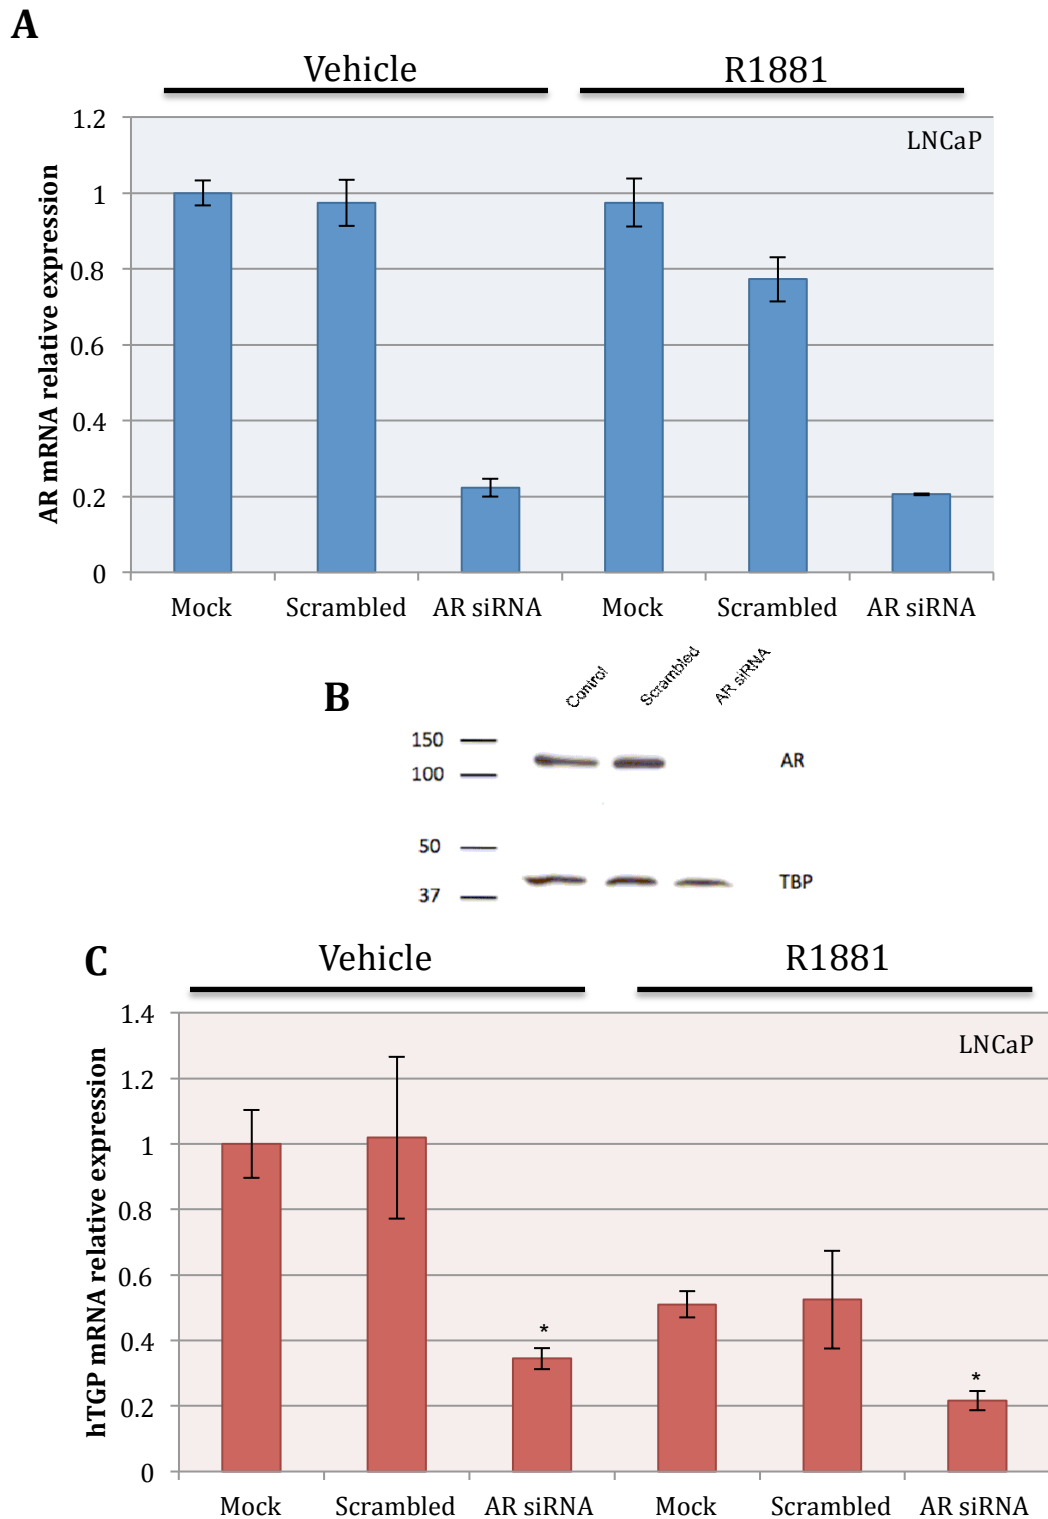 A
Vehicle R1881
1.2
LNCaP
1
0.8
0.6
0.4
0.2
0
AR mRNA relative expression
Mock Scrambled AR siRNA Mock Scrambled AR siRNA
B
Control Scrambled AR siRNA
150
AR
100
50
TBP
37
C
Vehicle R1881
1.4
LNCaP
1.2
1
0.8
0.6
0.4
*
*
0.2
0
hTGP mRNA relative expression
Mock Scrambled AR siRNA Mock Scrambled AR siRNA